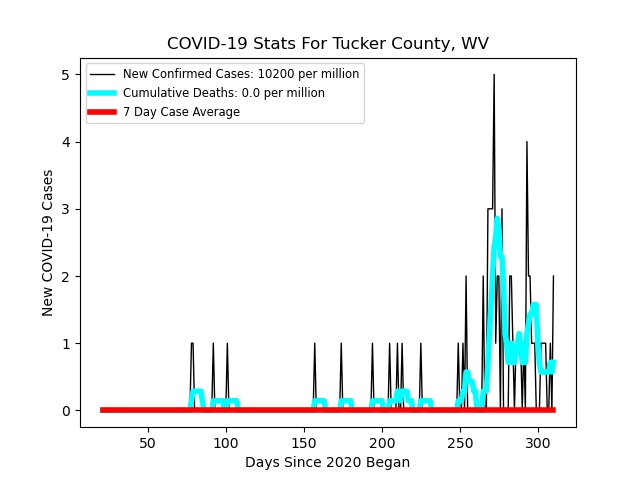 COVID-19 Stats For Tucker County, WV
New Confirmed Cases: 10200 per million
Cumulative Deaths: 0.0 per million
7 Day Case Average
New COVID-19 Cases
5
4
3
2
1
0
50 100 150 200 250 300
Days Since 2020 Began